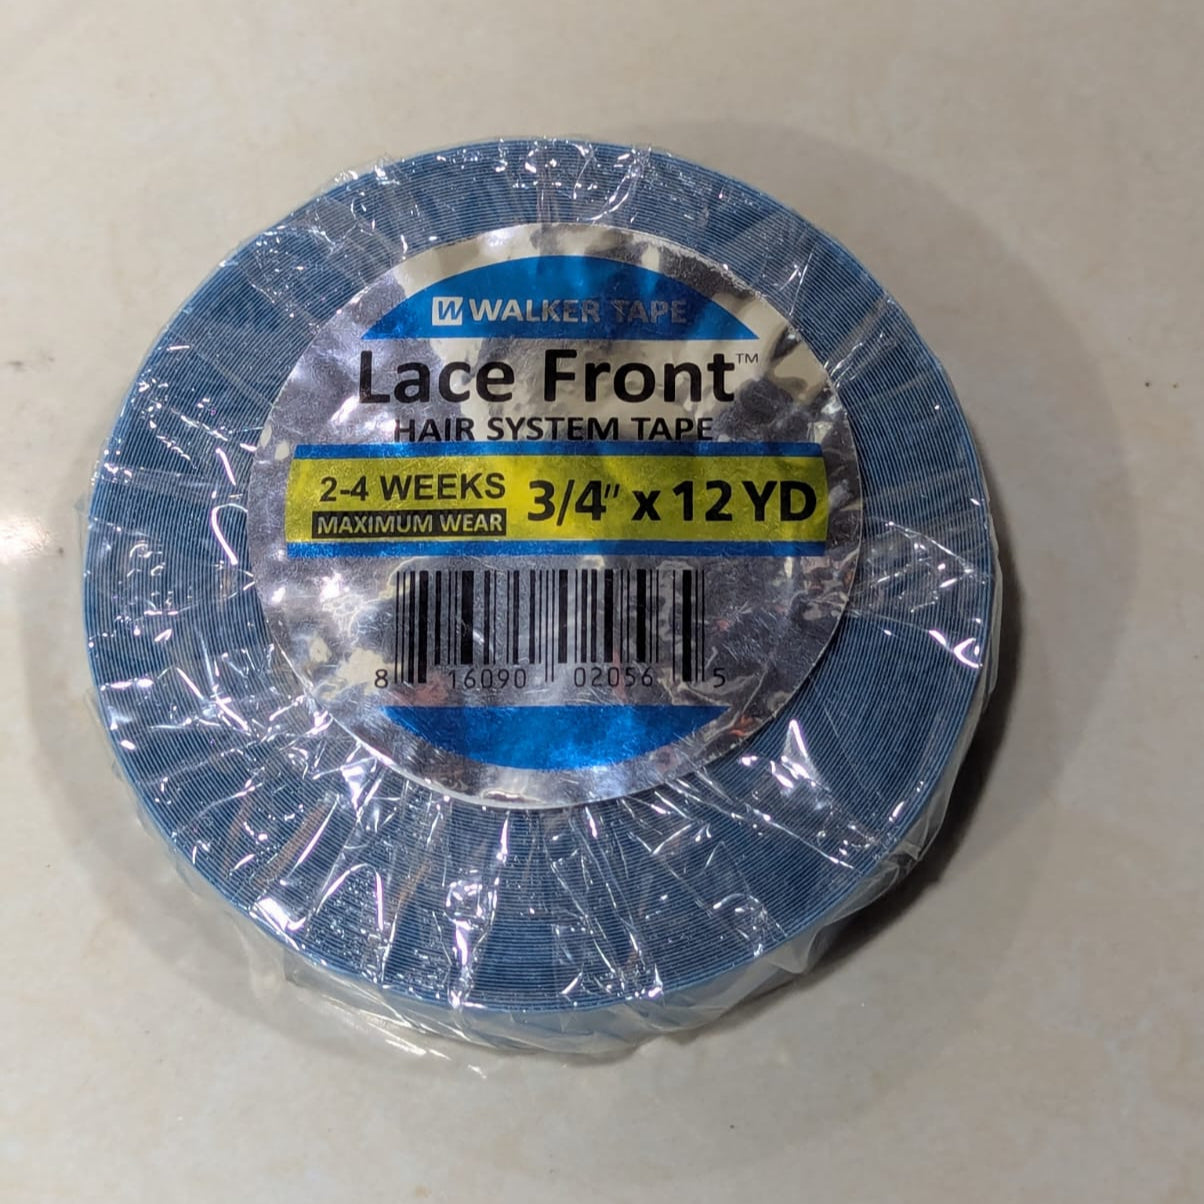 W WALKER TAPE
Lace Front™
HAIR SYSTEM TAPE
2-4 WEEKS
MAXIMUM WEAR
3/4" x 12 YD
8 16090 02056 5